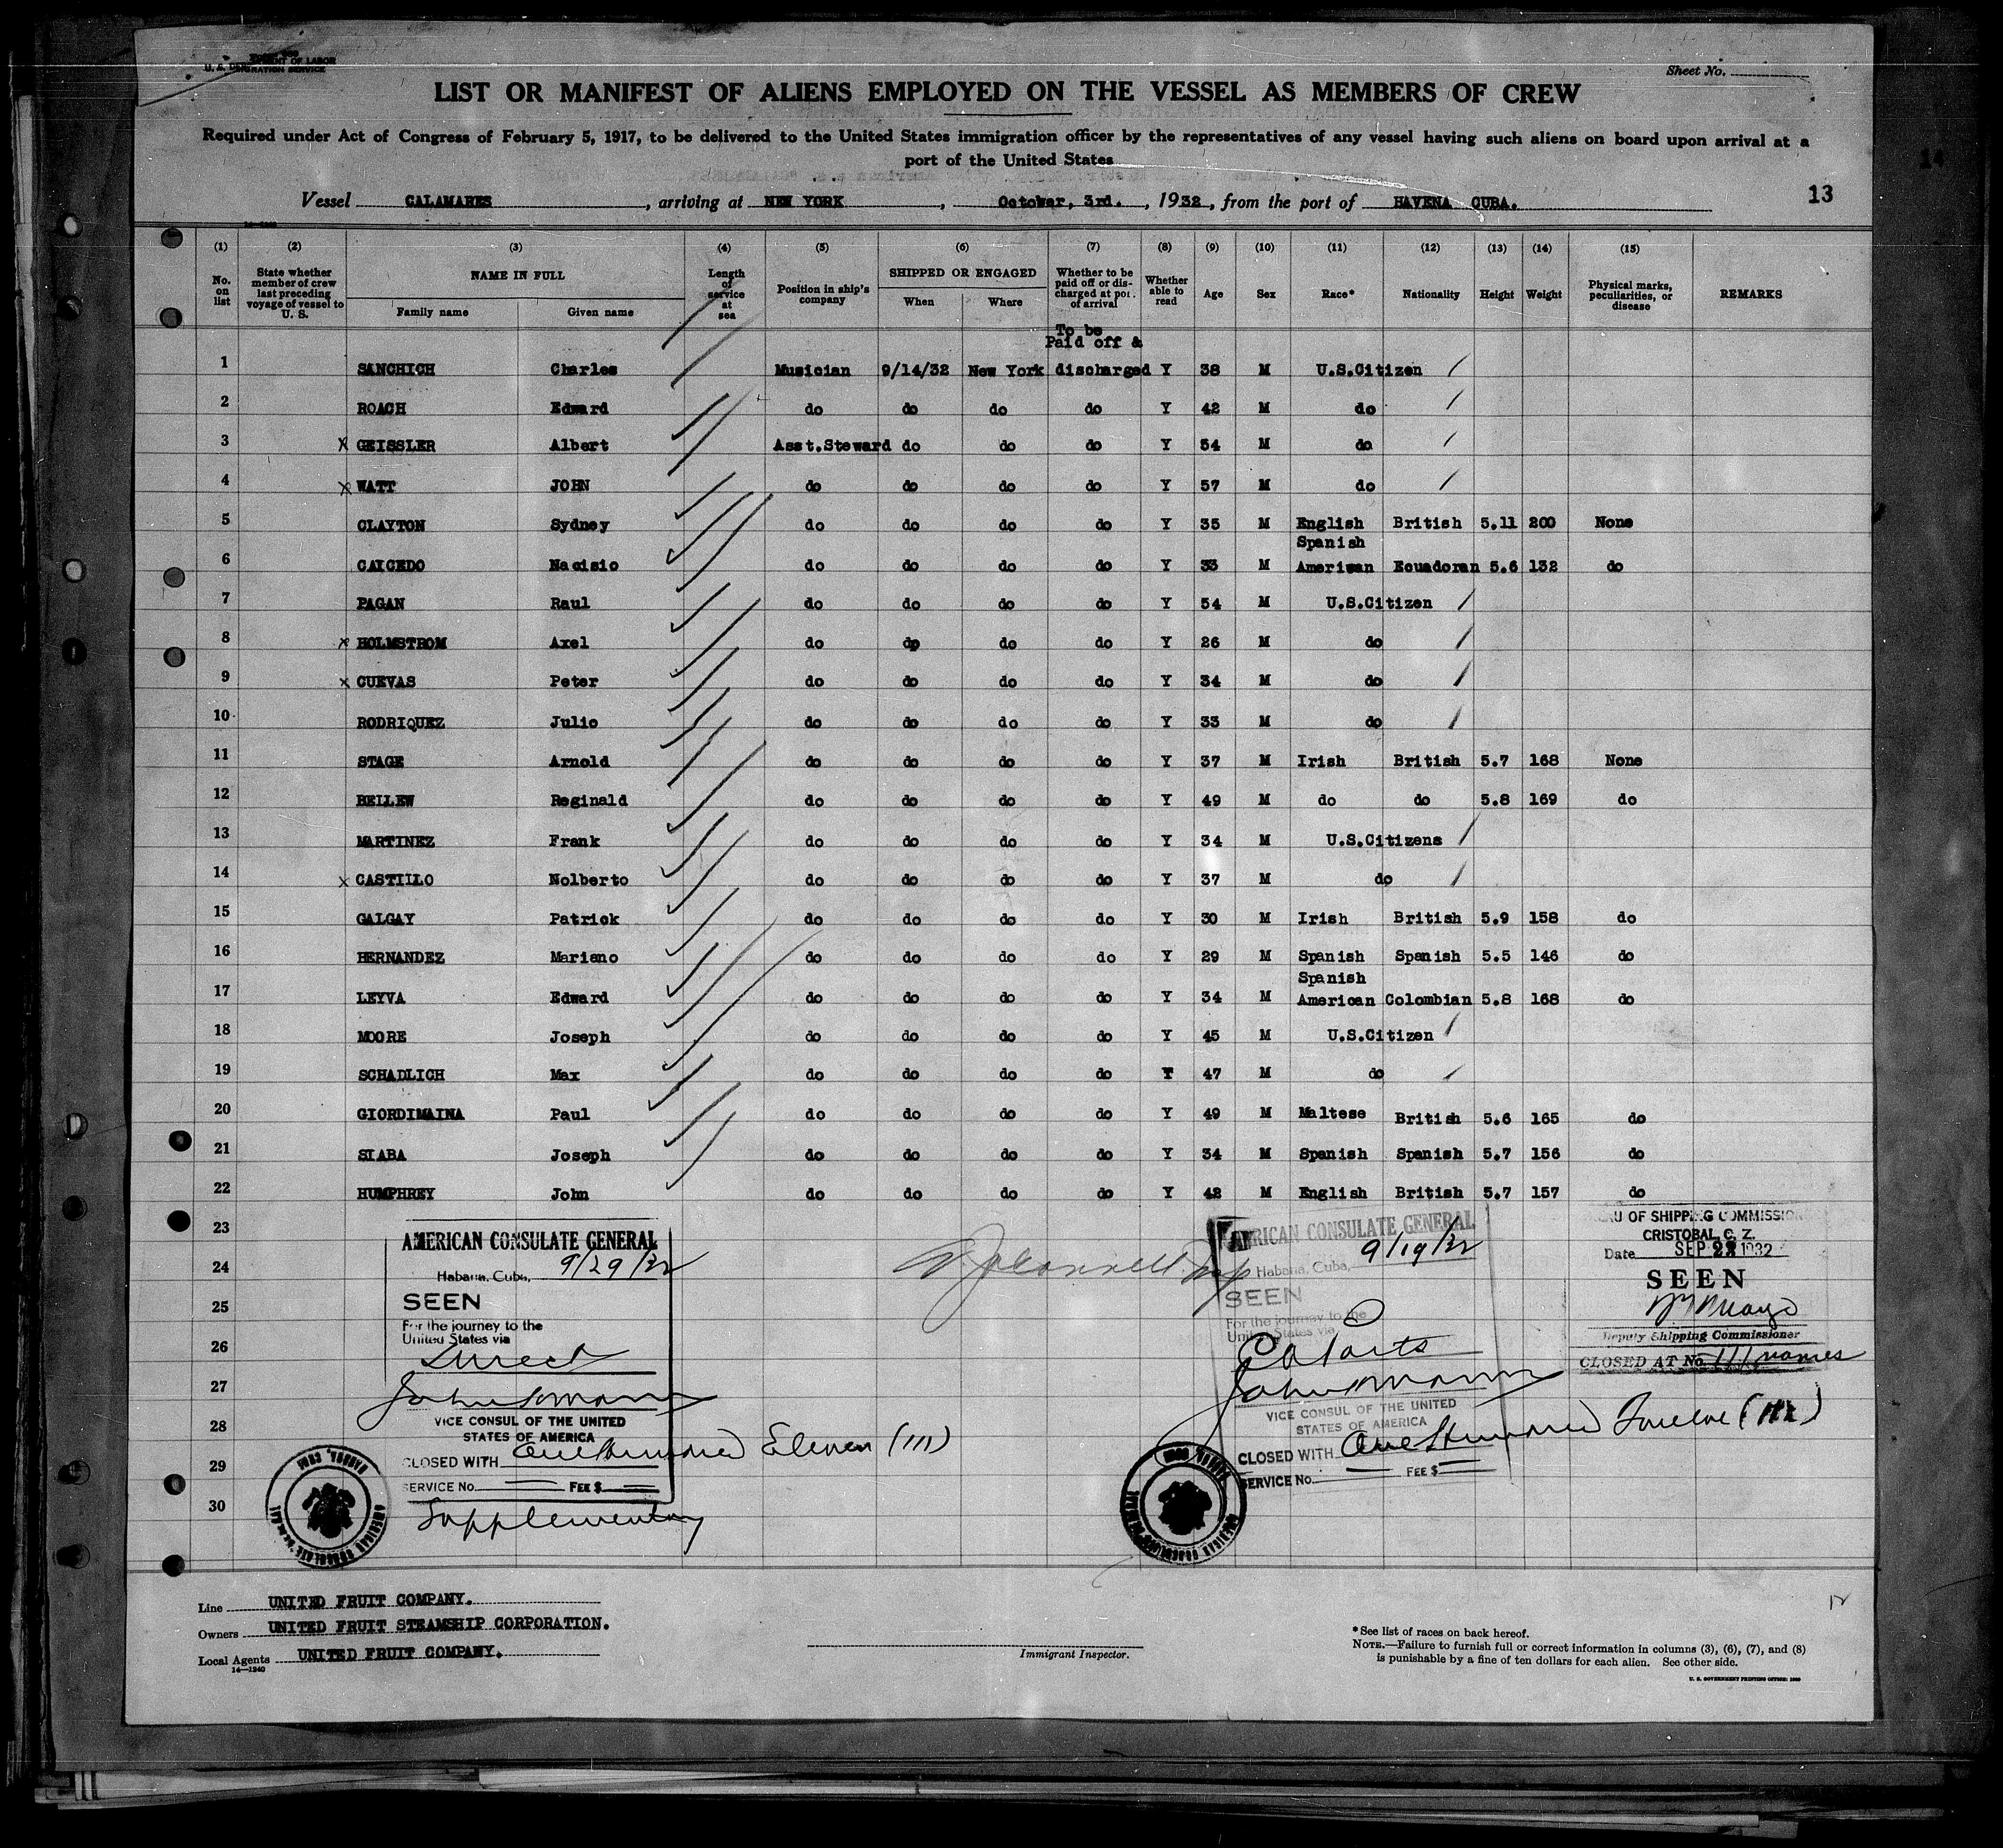 U. S. DEPARTMENT OF LABOR
IMMIGRATION SERVICE
Sheet No.
LIST OR MANIFEST OF ALIENS EMPLOYED ON THE VESSEL AS MEMBERS OF CREW
Required under Act of Congress of February 5, 1917, to be delivered to the United States immigration officer by the representatives of any vessel having such aliens on board upon arrival at a
port of the United States
14
13
Vessel CALAMARES, arriving at NEW YORK, October, 3rd., 1932, from the port of HAVENA CUBA.
14-1240
(1) (2) (3) (4) (5) (6) (7) (8) (9) (10) (11) (12) (13) (14) (15)
No. on list
State whether member of crew last preceding voyage of vessel to U. S.
NAME IN FULL
Family name Given name
Length of service at sea
Position in ship's company
SHIPPED OR ENGAGED
When Where
Whether to be paid off or discharged at port of arrival
Whether able to read
Age Sex Race* Nationality Height Weight
Physical marks, peculiarities, or disease
REMARKS
To be
Paid off &
1 SANCHICH Charles Musician 9/14/32 New York discharged Y 38 M U.S.Citizen
2 ROACH Edward do do do do Y 42 M do
3 X GEISSLER Albert Asst.Steward do do do Y 54 M do
4 X WATT JOHN do do do do Y 57 M do
5 CLAYTON Sydney do do do do Y 35 M English British 5.11 200 None
Spanish
6 CAICEDO Nacisio do do do do Y 33 M American Ecuadoran 5.6 132 do
7 PAGAN Raul do do do do Y 54 M U.S.Citizen
8 X HOLMSTROM Axel do do do do Y 26 M do
9 X CUEVAS Peter do do do do Y 34 M do
10 RODRIQUEZ Julio do do do do Y 33 M do
11 STAGE Arnold do do do do Y 37 M Irish British 5.7 168 None
12 BELLEW Reginald do do do do Y 49 M do do 5.8 169 do
13 MARTINEZ Frank do do do do Y 34 M U.S.Citizens
14 X CASTILLO Nolberto do do do do Y 37 M do
15 GALGAY Patrick do do do do Y 30 M Irish British 5.9 158 do
16 HERNANDEZ Mariano do do do do Y 29 M Spanish Spanish 5.5 146 do
Spanish
17 LEYVA Edward do do do do Y 34 M American Colombian 5.8 168 do
18 MOORE Joseph do do do do Y 45 M U.S.Citizen
19 SCHADLICH Max do do do do Y 47 M do
20 GIORDIMAINA Paul do do do do Y 49 M Maltese British 5.6 165 do
21 SIABA Joseph do do do do Y 34 M Spanish Spanish 5.7 156 do
22 HUMPHREY John do do do do Y 42 M English British 5.7 157 do
23
24
25
26
27
28
29
30
AMERICAN CONSULATE GENERAL
Habana, Cuba, 9/29/32
SEEN
For the journey to the
United States via
Direct
VICE CONSUL OF THE UNITED
STATES OF AMERICA
CLOSED WITH One Hundred Eleven (111)
SERVICE No. FEE $
Supplementary
AMERICAN CONSULATE GENERAL
Habana, Cuba, 9/19/32
SEEN
For the journey to the
United States via
VICE CONSUL OF THE UNITED
STATES OF AMERICA
CLOSED WITH One Hundred Twelve (112)
SERVICE No. FEE $
BUREAU OF SHIPPING COMMISSIONER
CRISTOBAL, C. Z.
Date SEP 1932
SEEN
Deputy Shipping Commissioner
CLOSED AT No. 111 names
Line UNITED FRUIT COMPANY.
Owners UNITED FRUIT STEAMSHIP CORPORATION.
Local Agents UNITED FRUIT COMPANY.
14-1240
Immigrant Inspector.
*See list of races on back hereof.
NOTE.—Failure to furnish full or correct information in columns (3), (6), (7), and (8)
is punishable by a fine of ten dollars for each alien. See other side.
U. S. GOVERNMENT PRINTING OFFICE: 1930